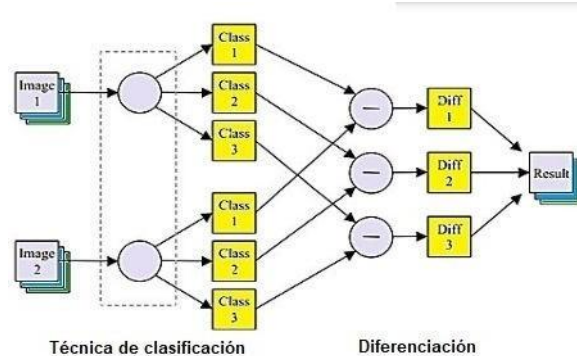 Image
1
Class
1
Class
2
Class
3
Diff
1
Diff
2
Diff
3
Result
Image
2
Class
1
Class
2
Class
3
Técnica de clasificación
Diferenciación